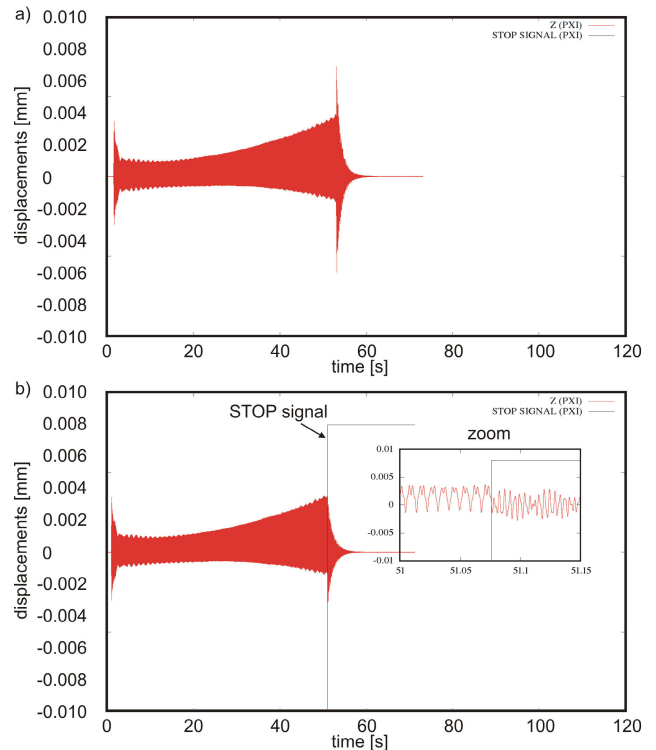 a)
0.010
0.008
0.006
0.004
0.002
0
-0.002
-0.004
-0.006
-0.008
-0.010
displacements [mm]
Z (PXI)
STOP SIGNAL (PXI)
0 20 40 60 80 100 120
time [s]
b)
0.010
0.008
0.006
0.004
0.002
0
-0.002
-0.004
-0.006
-0.008
-0.010
displacements [mm]
Z (PXI)
STOP SIGNAL (PXI)
STOP signal
zoom
0.01
0.005
0
-0.005
-0.01
51 51.05 51.1 51.15
0 20 40 60 80 100 120
time [s]